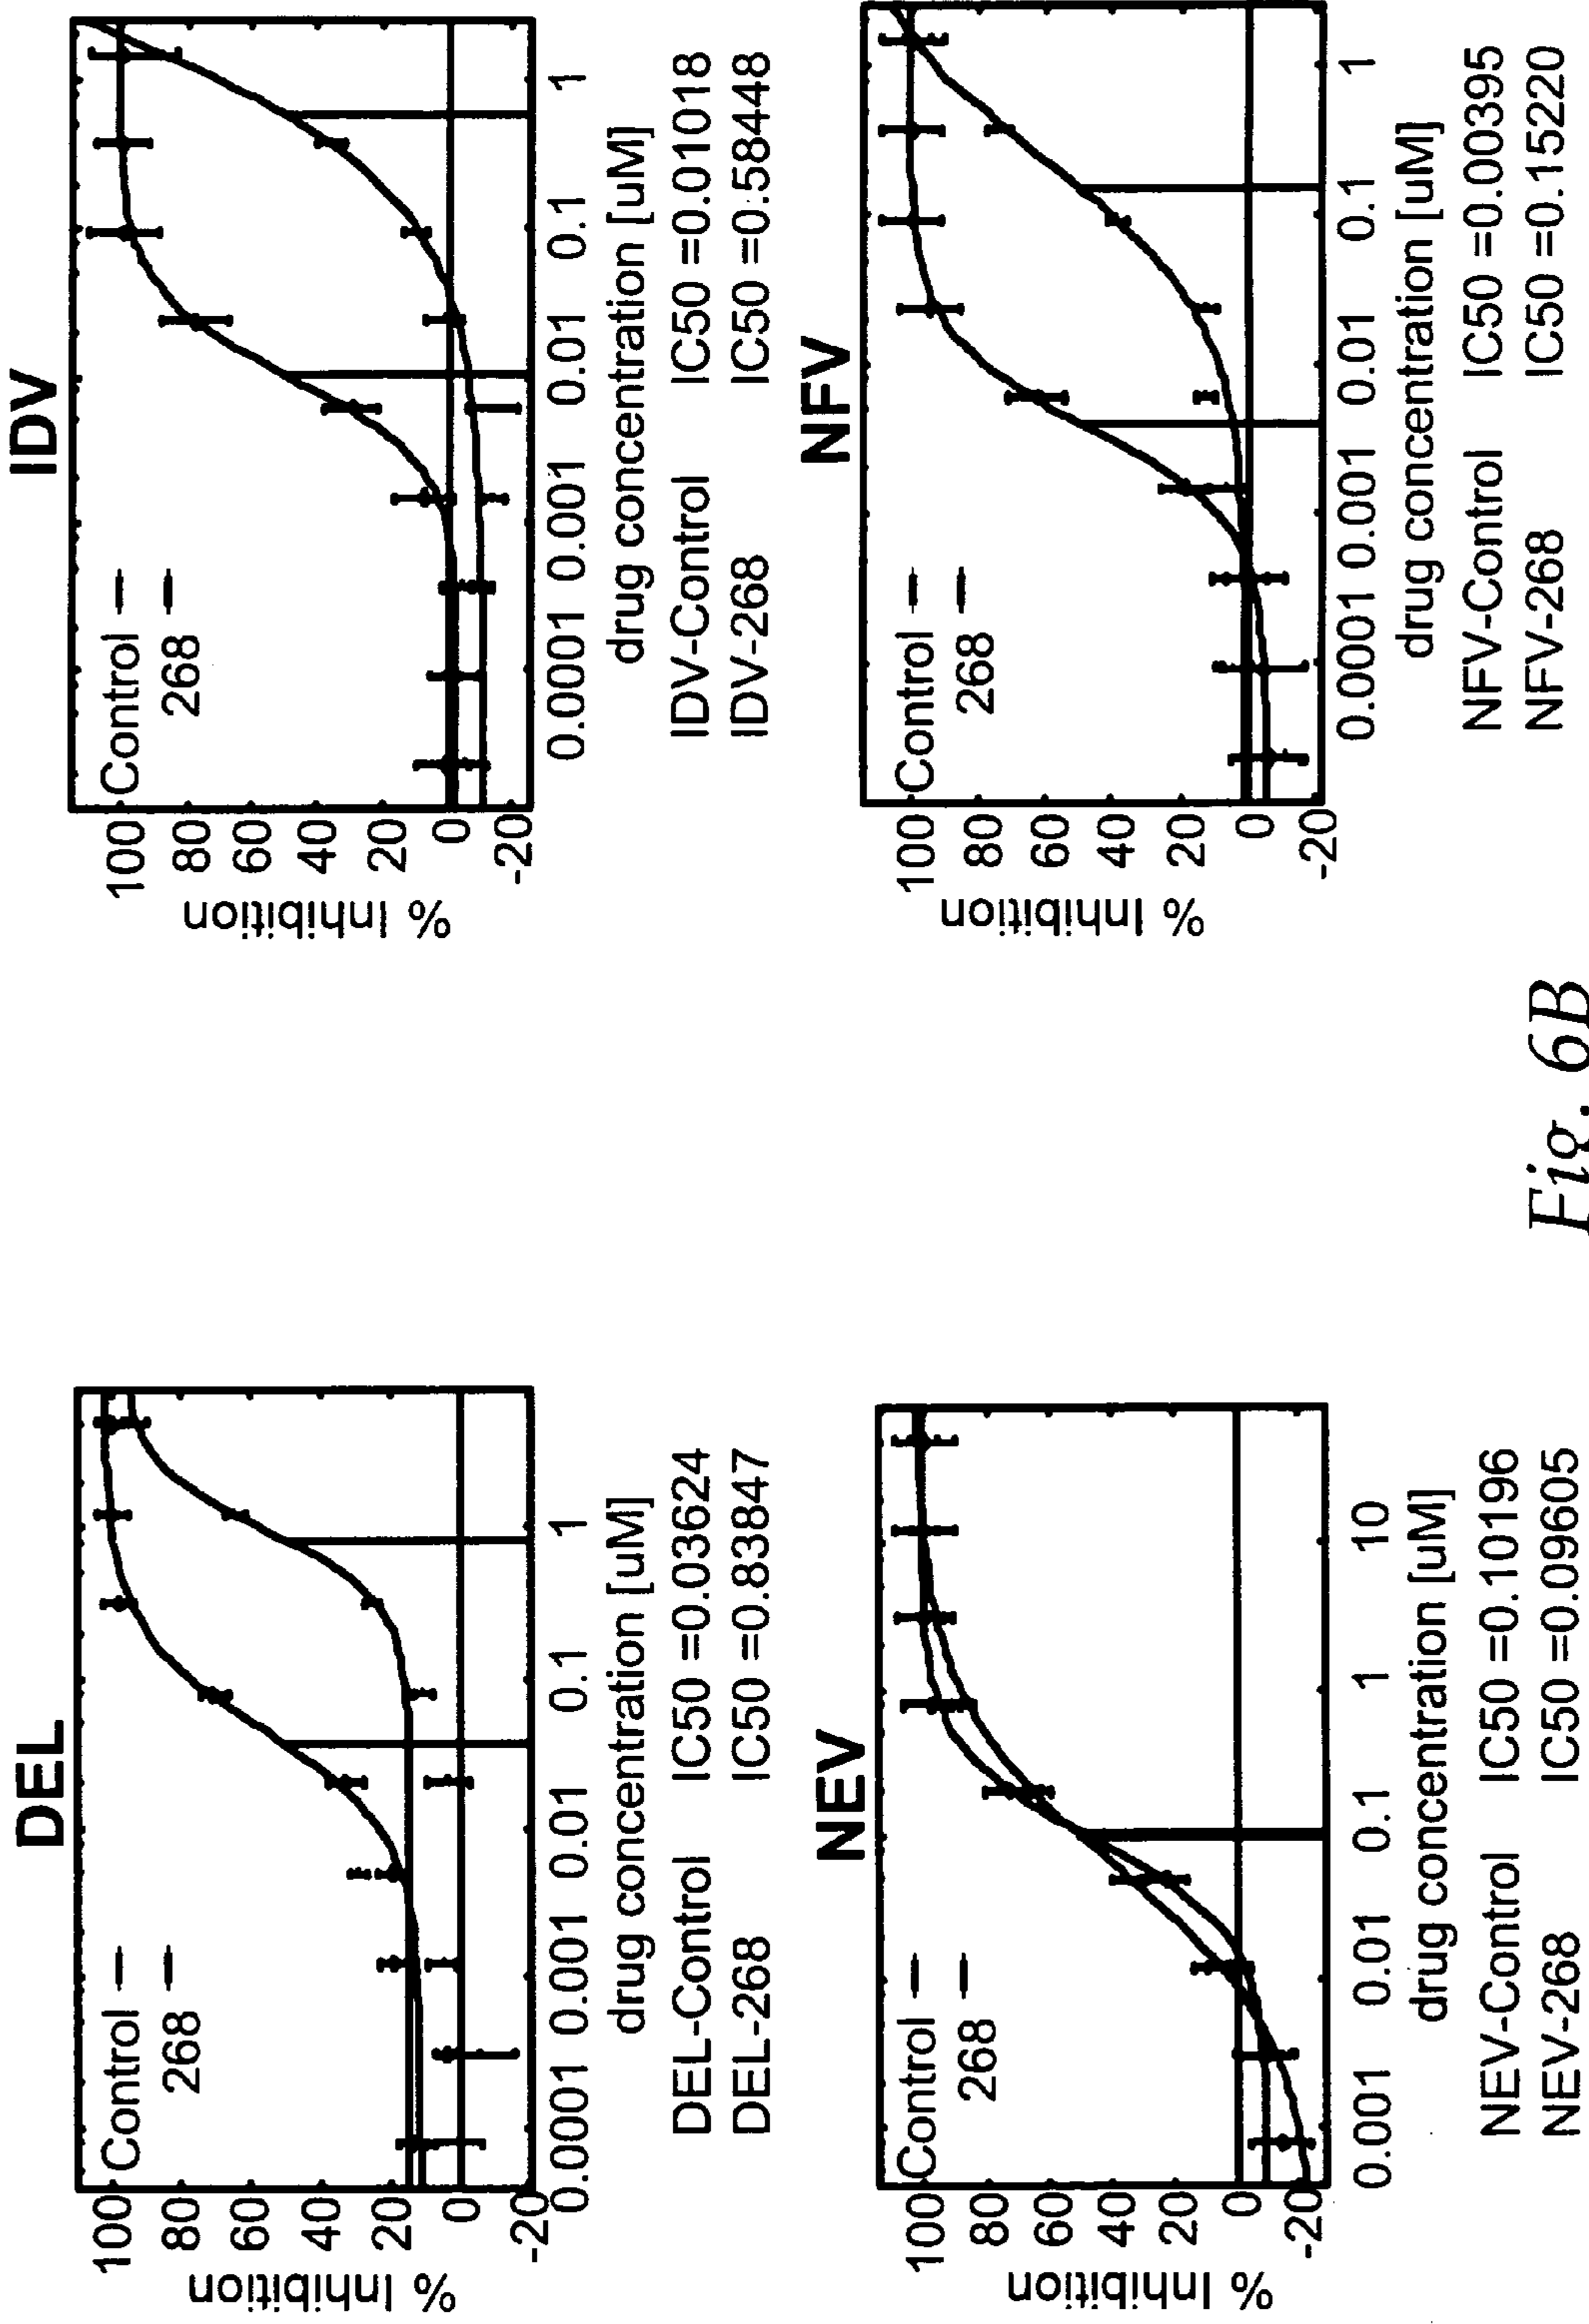 DEL
% Inhibition
100
80
60
40
20
0
-20
Control
268
0.0001 0.001 0.01 0.1 1
drug concentration [uM]
DEL-Control IC50 =0.03624
DEL-268 IC50 =0.83847
IDV
% Inhibition
100
80
60
40
20
0
-20
Control
268
0.0001 0.001 0.01 0.1 1
drug concentration [uM]
IDV-Control IC50 =0.01018
IDV-268 IC50 =0.58448
NEV
% Inhibition
100
80
60
40
20
0
-20
Control
268
0.001 0.01 0.1 1 10
drug concentration [uM]
NEV-Control IC50 =0.10196
NEV-268 IC50 =0.09605
NFV
% Inhibition
100
80
60
40
20
0
-20
Control
268
0.0001 0.001 0.01 0.1 1
drug concentration [uM]
NFV-Control IC50 =0.00395
NFV-268 IC50 =0.15220
Fig. 6B